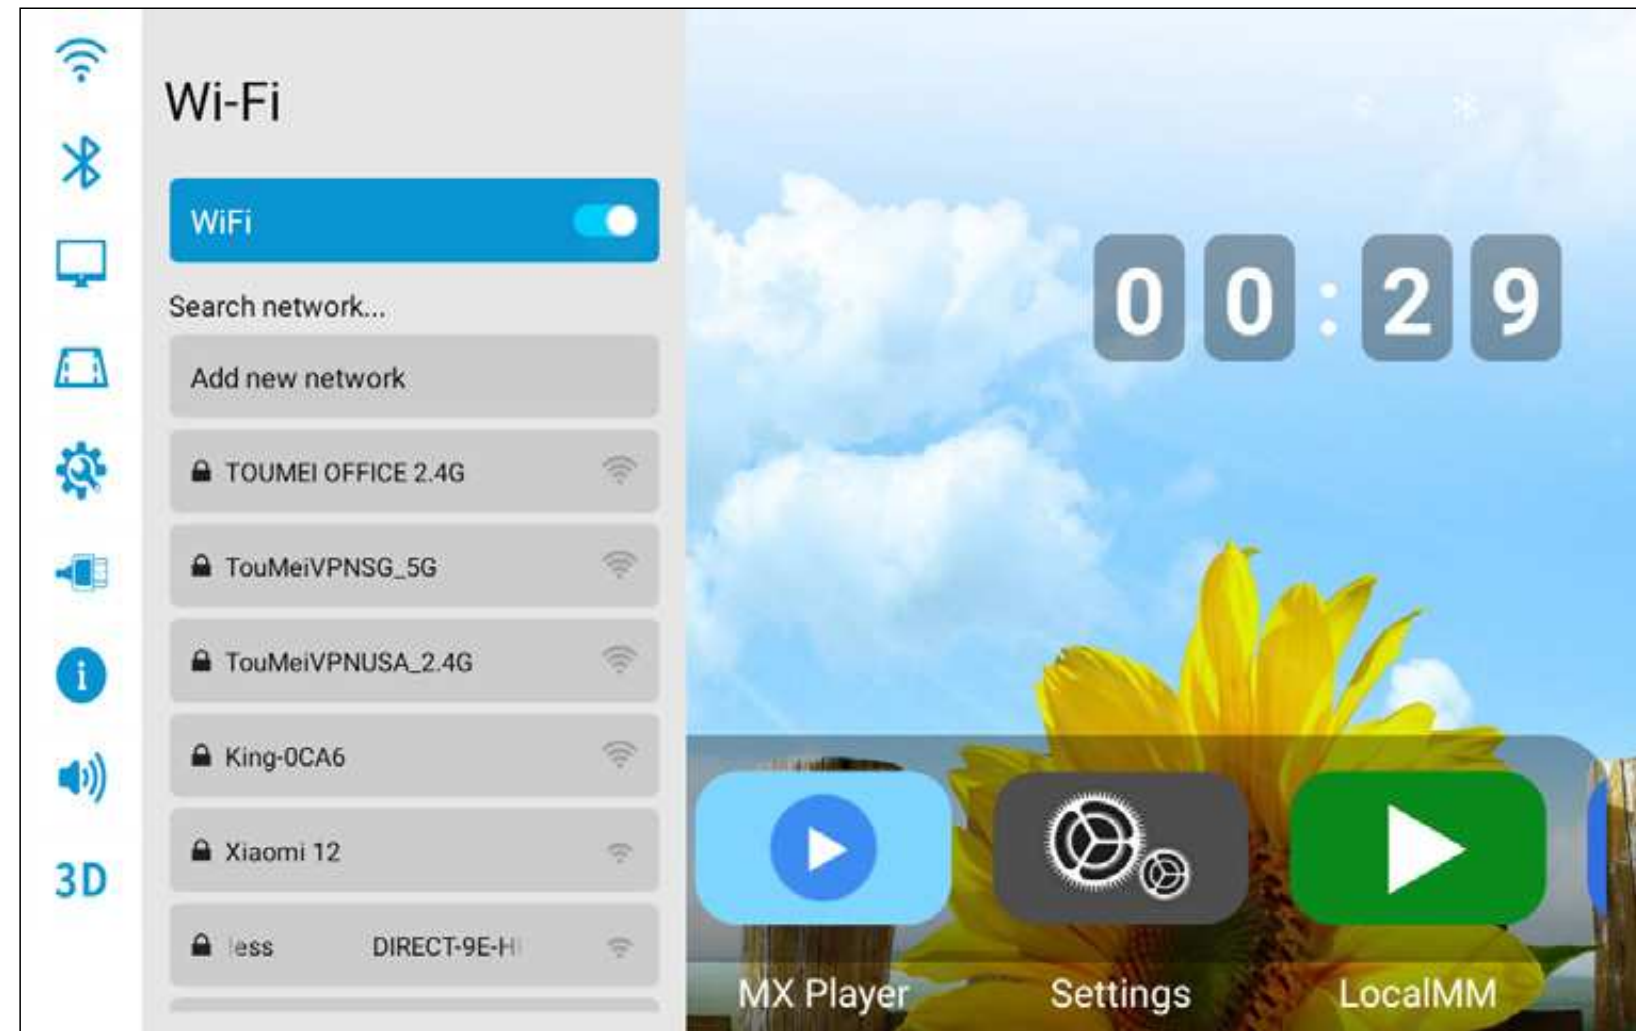 Wi-Fi
WiFi
Search network...
Add new network
TOUMEI OFFICE 2.4G
TouMeiVPNSG_5G
TouMeiVPNUSA_2.4G
King-0CA6
Xiaomi 12
DIRECT-9E-H
3D
00:29
MX Player
Settings
LocalMM